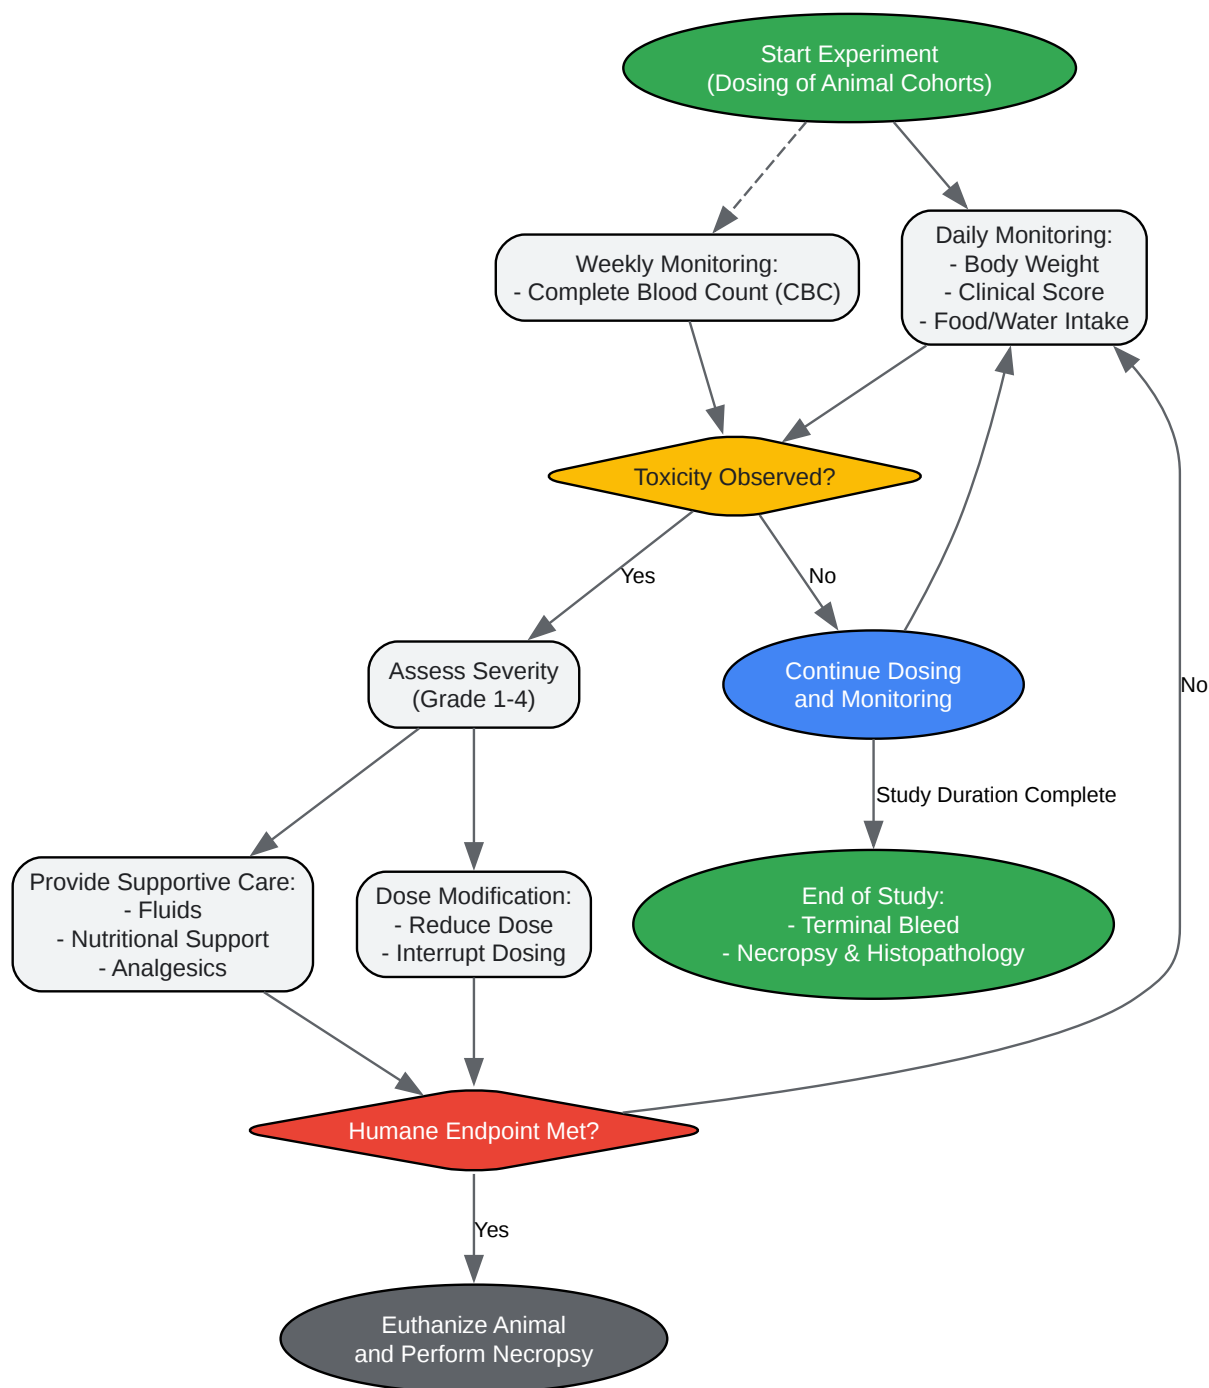 Start Experiment
(Dosing of Animal Cohorts)
Weekly Monitoring:
- Complete Blood Count (CBC)
Daily Monitoring:
- Body Weight
- Clinical Score
- Food/Water Intake
Toxicity Observed?
Yes
No
Assess Severity
(Grade 1-4)
Continue Dosing
and Monitoring
No
Study Duration Complete
Provide Supportive Care:
- Fluids
- Nutritional Support
- Analgesics
Dose Modification:
- Reduce Dose
- Interrupt Dosing
End of Study:
- Terminal Bleed
- Necropsy & Histopathology
Humane Endpoint Met?
Yes
Euthanize Animal
and Perform Necropsy